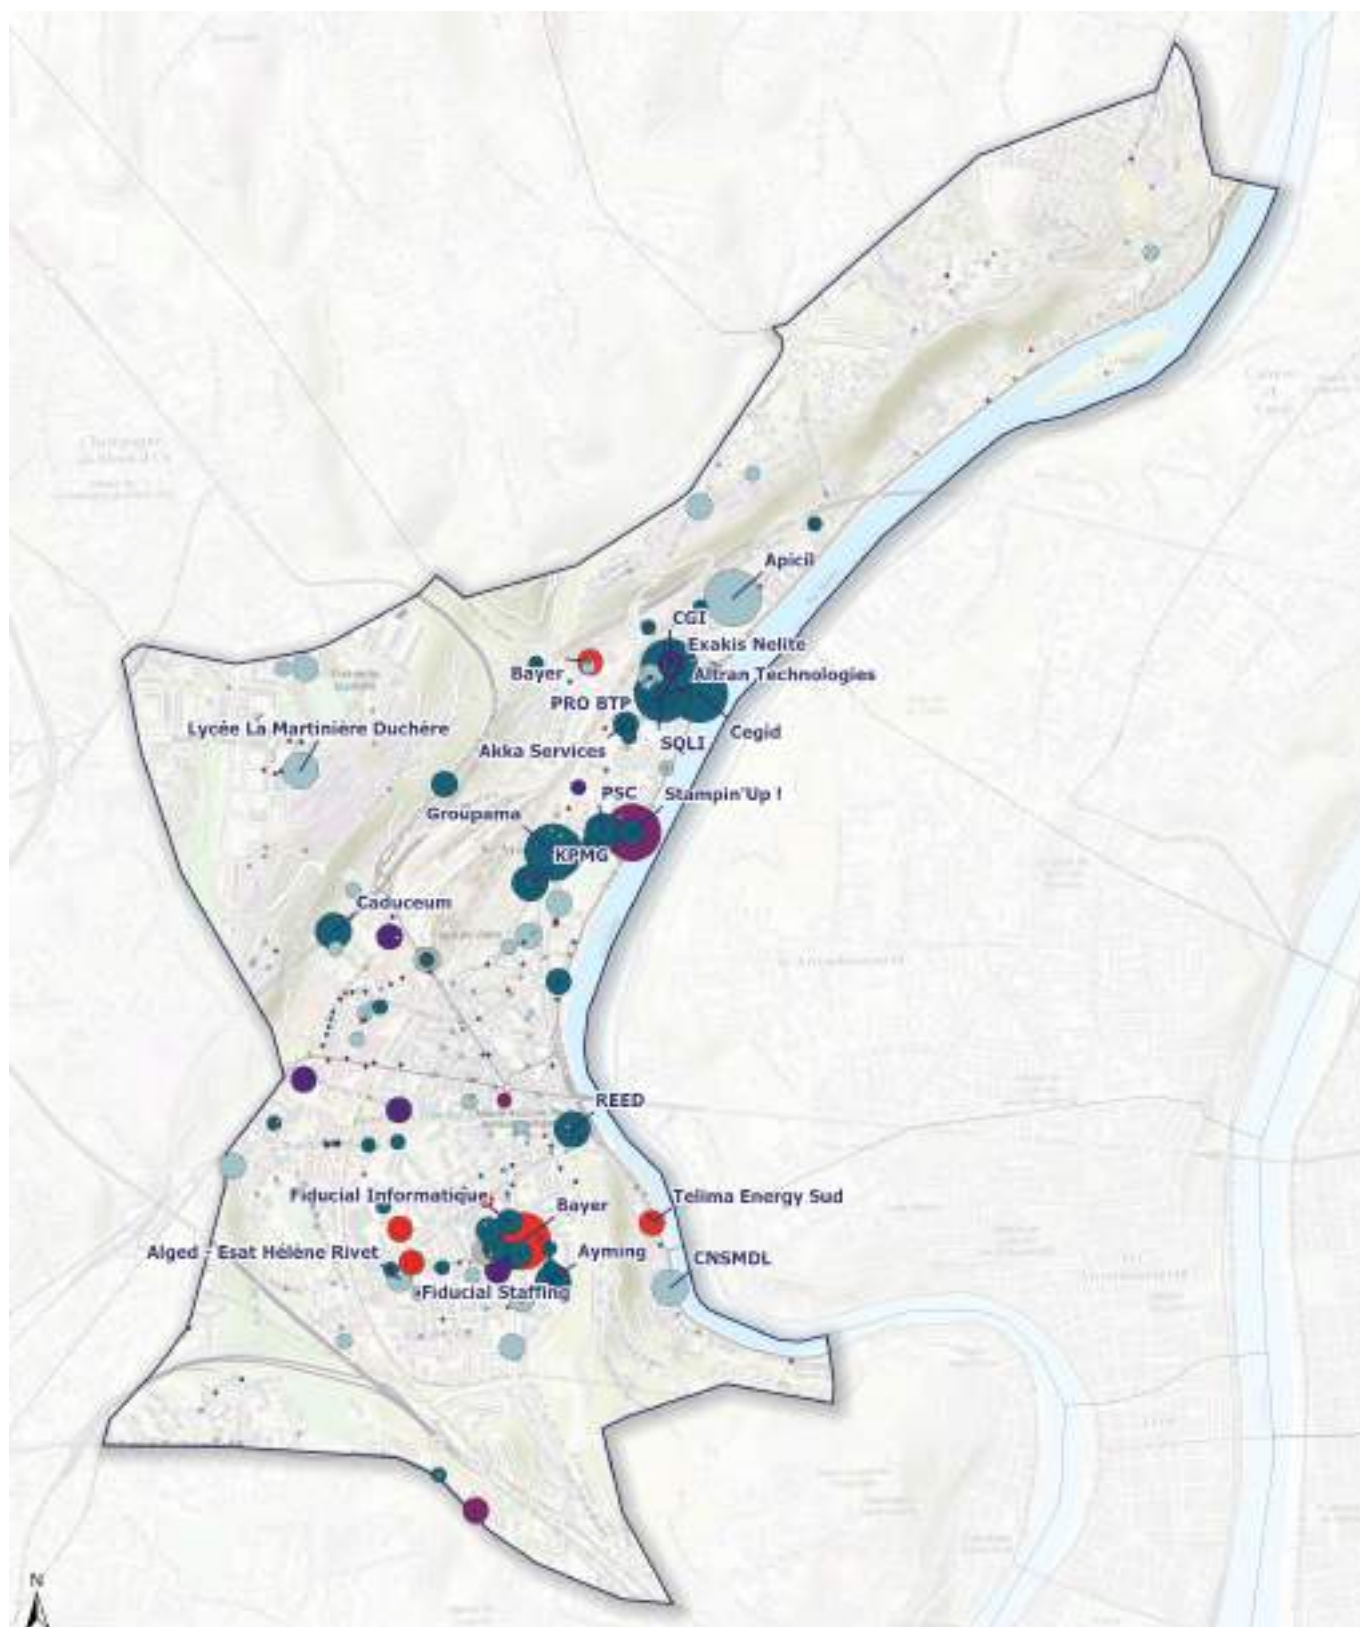 Apicil
CGI
Exakis Nelite
Bayer
Altran Technologies
PRO BTP
Lycée La Martinière Duchère
Cegid
SQLI
Akka Services
PSC
Stampin'Up !
Groupama
KPMG
Caduceum
REED
Fiducial Informatique
Telima Energy Sud
Bayer
Alged - Esat Hélène Rivet
Ayming
CNSMDL
Fiducial Staffing
N